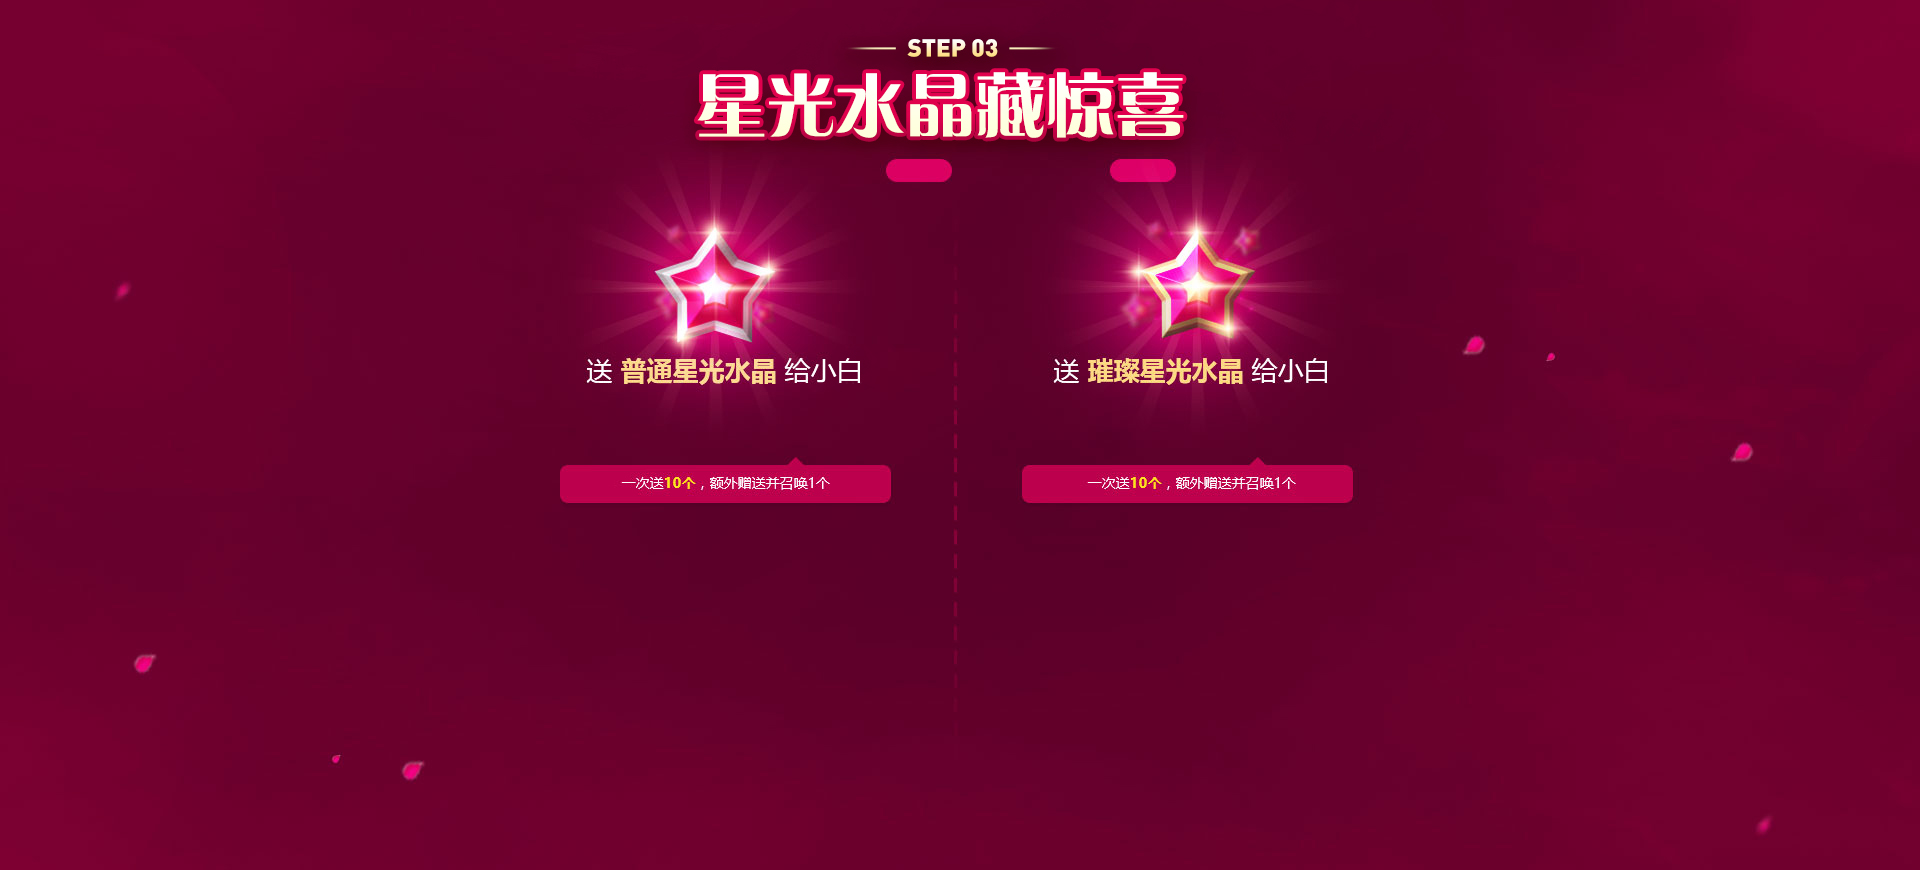 STEP 03
星光水晶藏惊喜
送 普通星光水晶 给小白
一次送10个，额外赠送并召唤1个
送 璀璨星光水晶 给小白
一次送10个，额外赠送并召唤1个